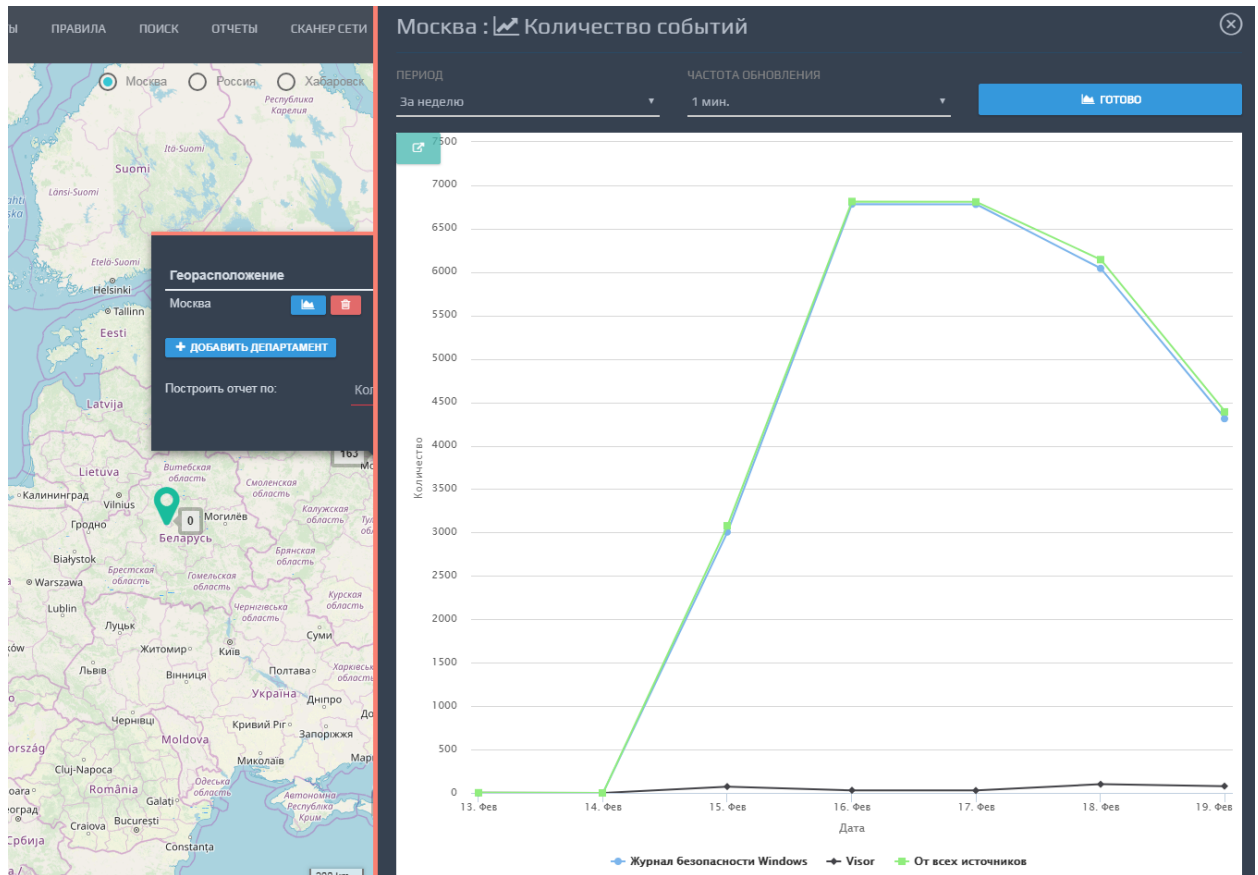 Ы ПРАВИЛА ПОИСК ОТЧЕТЫ СКАНЕР СЕТИ
Москва : Количество событий
ПЕРИОД ЧАСТОТА ОБНОВЛЕНИЯ
За неделю 1 мин. ГОТОВО
Москва Россия Хабаровск
Республика
Карелия
Itä-Suomi
Suomi
Länsi-Suomi
Etelä-Suomi
Helsinki
Tallinn
Eesti
Георасположение
Москва
+ ДОБАВИТЬ ДЕПАРТАМЕНТ
Построить отчет по: Кол
Latvija
163
Lietuva
Витебская
область
Смоленская
область
Калининград
Vilnius
0
Могилёв
Калужская
область
Гродно
Беларусь
Białystok
Брянская
область
Warszawa
Брестская
область
Гомельская
область
Курская
область
Lublin
Чернігівська
область
Луцьк
Суми
Житомир
Київ
Львів
Вінниця
Полтава
Україна
Дніпро
Чернівці
Кривий Ріг
Запоріжжя
Moldova
Миколаїв
Cluj-Napoca
România
Одеська
область
Автономна
Республіка
Крим
Galați
Craiova
București
Србија
Constanța
7500
7000
6500
6000
5500
5000
4500
4000
3500
3000
2500
2000
1500
1000
500
0
Количество
13. Фев 14. Фев 15. Фев 16. Фев 17. Фев 18. Фев 19. Фев
Дата
Журнал безопасности Windows Visor От всех источников